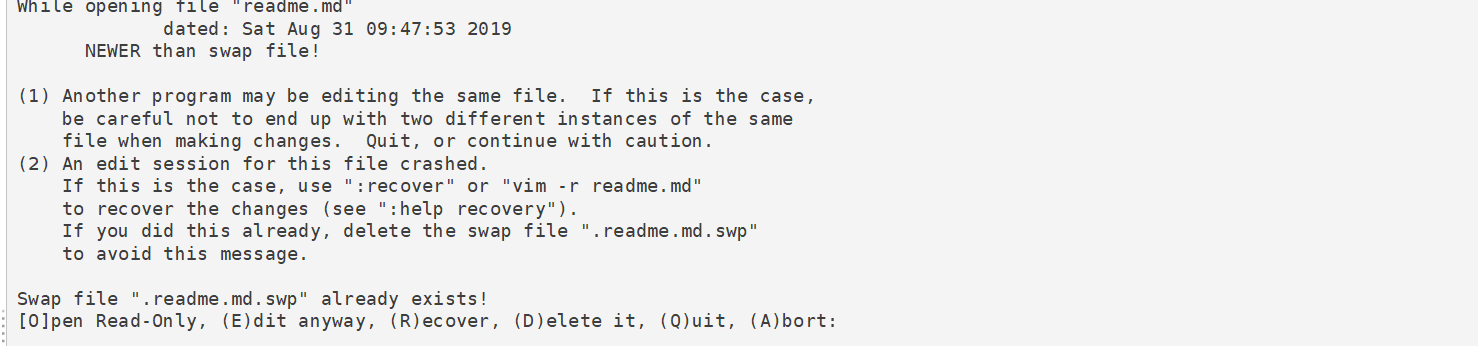 While opening file "readme.md"
             dated: Sat Aug 31 09:47:53 2019
      NEWER than swap file!
(1) Another program may be editing the same file.  If this is the case,
    be careful not to end up with two different instances of the same
    file when making changes.  Quit, or continue with caution.
(2) An edit session for this file crashed.
    If this is the case, use ":recover" or "vim -r readme.md"
    to recover the changes (see ":help recovery").
    If you did this already, delete the swap file ".readme.md.swp"
    to avoid this message.
Swap file ".readme.md.swp" already exists!
[O]pen Read-Only, (E)dit anyway, (R)ecover, (D)elete it, (Q)uit, (A)bort: